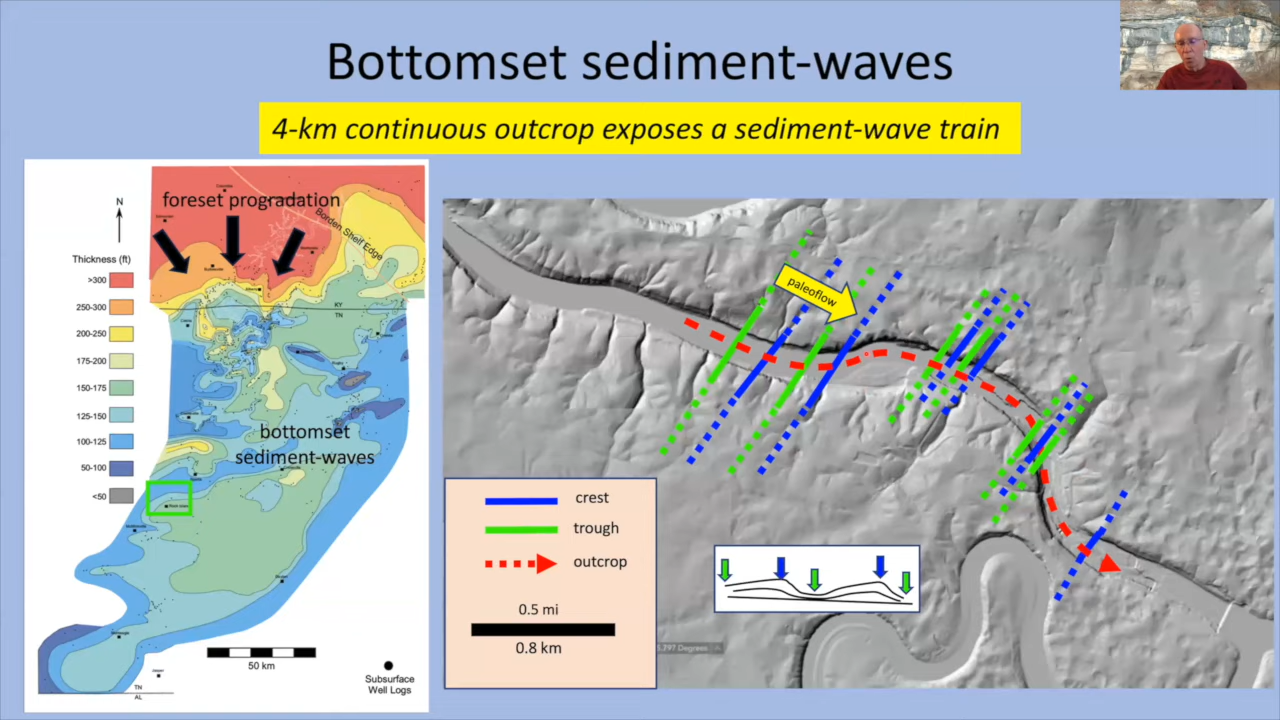 Bottomset sediment-waves
4-km continuous outcrop exposes a sediment-wave train
foreset progradation
Borden Shelf Edge
N
Thickness (ft)
>300
250-300
200-250
175-200
150-175
125-150
100-125
50-100
<50
KY
TN
bottomset
sediment-waves
50 km
TN
AL
Subsurface
Well Logs
paleoflow
crest
trough
outcrop
0.5 mi
0.8 km